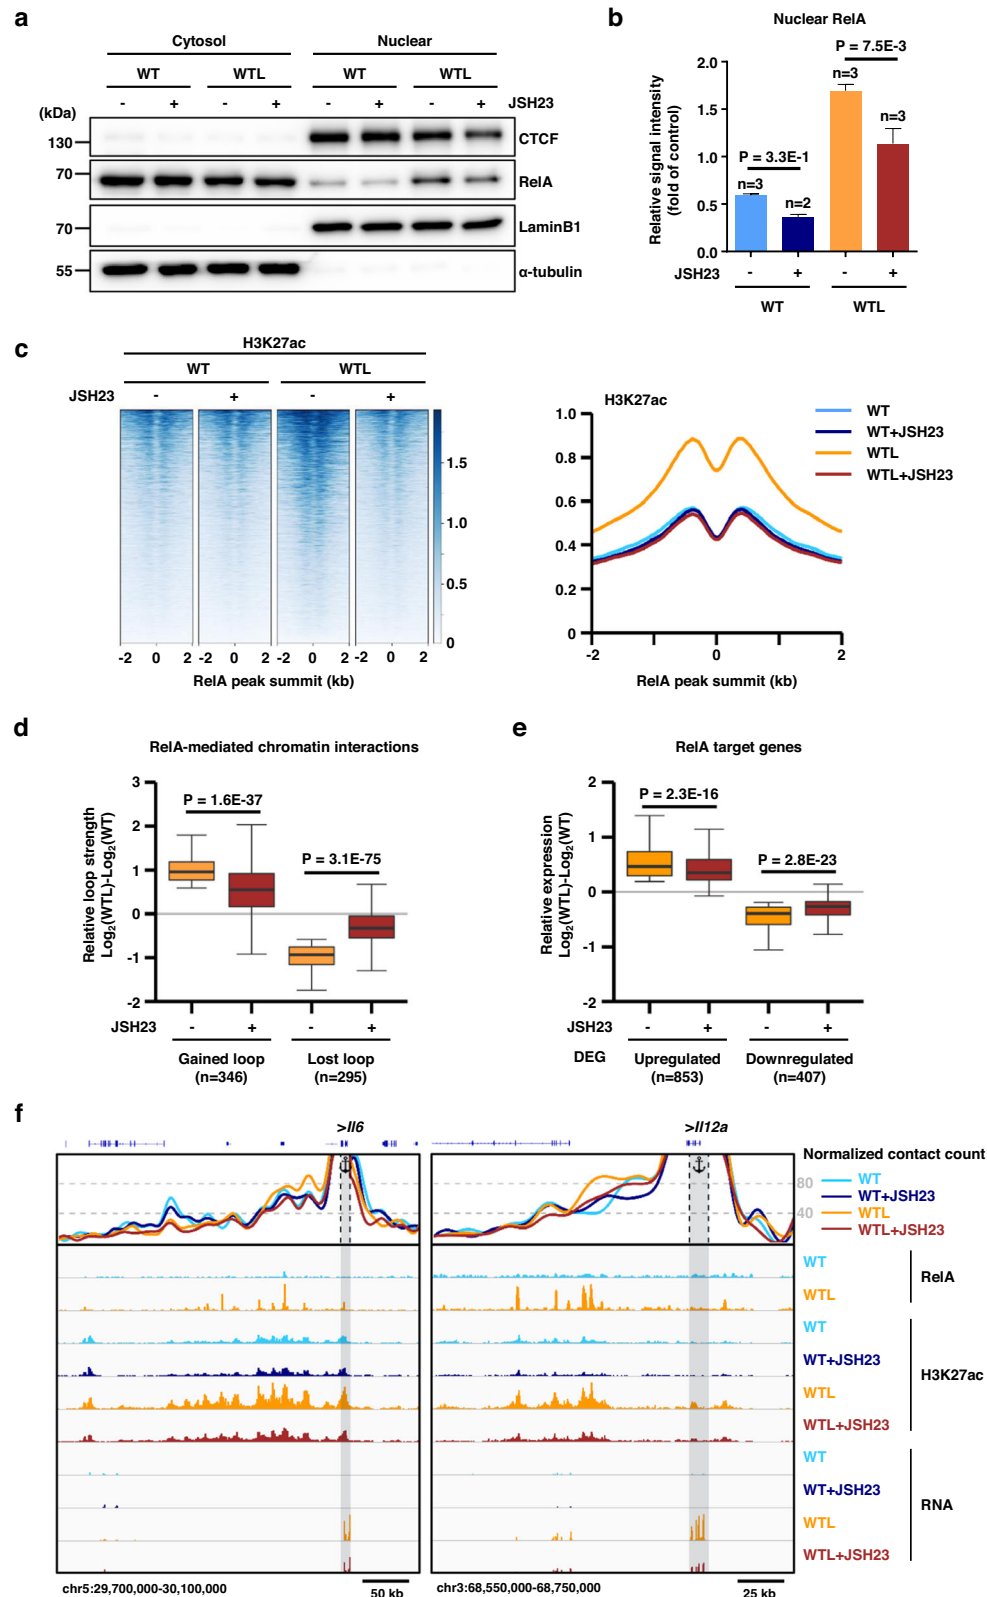 a
Cytosol Nuclear
WT WTL WT WTL
(kDa) - + - + - + - + JSH23
130 CTCF
70 RelA
70 LaminB1
55 α-tubulin
b
Nuclear RelA
Relative signal intensity
(fold of control)
2.0
1.5
1.0
0.5
0.0
P = 7.5E-3
n=3
n=3
P = 3.3E-1
n=3
n=2
JSH23 - + - +
WT WTL
c
H3K27ac
WT WTL
JSH23 - + - +
1.5
1.0
0.5
0
-2 0 2 -2 0 2 -2 0 2 -2 0 2
RelA peak summit (kb)
H3K27ac
1.0
0.8
0.6
0.4
0.2
0
-2 0 2
RelA peak summit (kb)
WT
WT+JSH23
WTL
WTL+JSH23
d
RelA-mediated chromatin interactions
Relative loop strength
Log2(WTL)-Log2(WT)
3
2
1
0
-1
-2
P = 1.6E-37
P = 3.1E-75
JSH23 - + - +
Gained loop Lost loop
(n=346) (n=295)
e
RelA target genes
Relative expression
Log2(WTL)-Log2(WT)
2
1
0
-1
-2
P = 2.3E-16
P = 2.8E-23
JSH23 - + - +
DEG Upregulated Downregulated
(n=853) (n=407)
f
>Il6 >Il12a
Normalized contact count
80
40
WT
WT+JSH23
WTL
WTL+JSH23
WT
WTL
RelA
WT
WT+JSH23
WTL
WTL+JSH23
H3K27ac
WT
WT+JSH23
WTL
WTL+JSH23
RNA
chr5:29,700,000-30,100,000 50 kb
chr3:68,550,000-68,750,000 25 kb